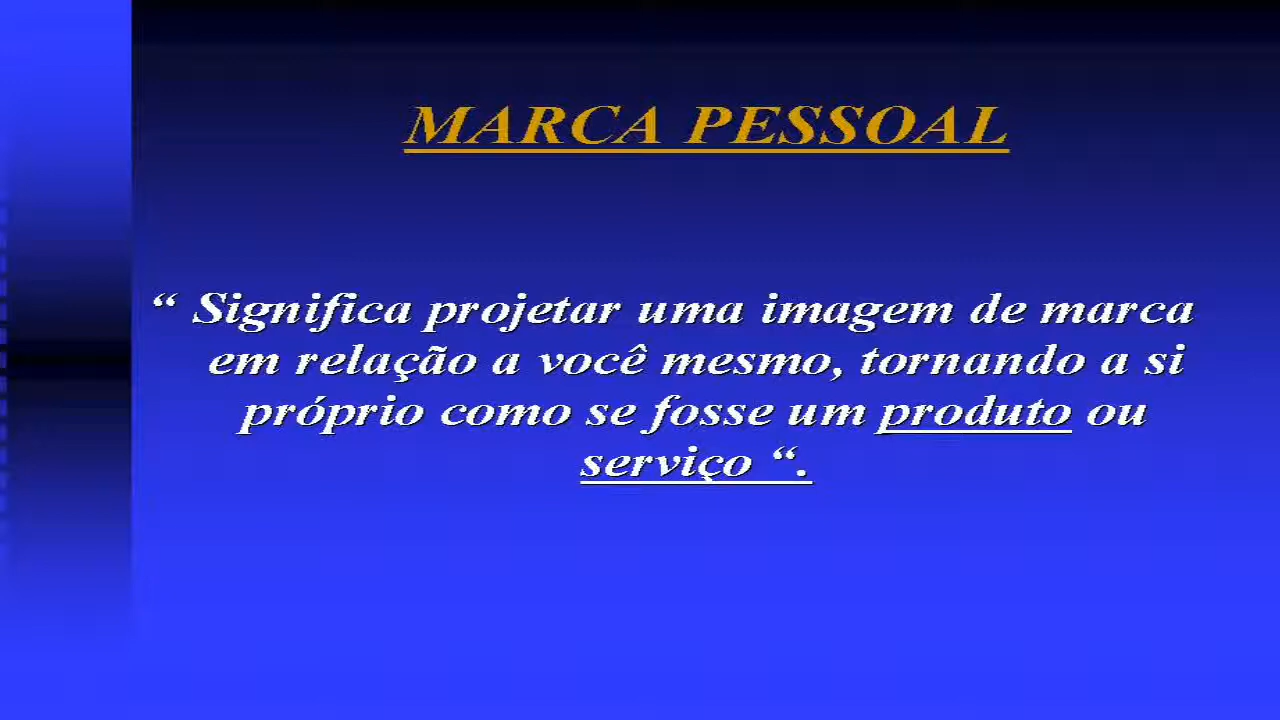 MARCA PESSOAL
“ Significa projetar uma imagem de marca
em relação a você mesmo, tornando a si
próprio como se fosse um produto ou
serviço “.